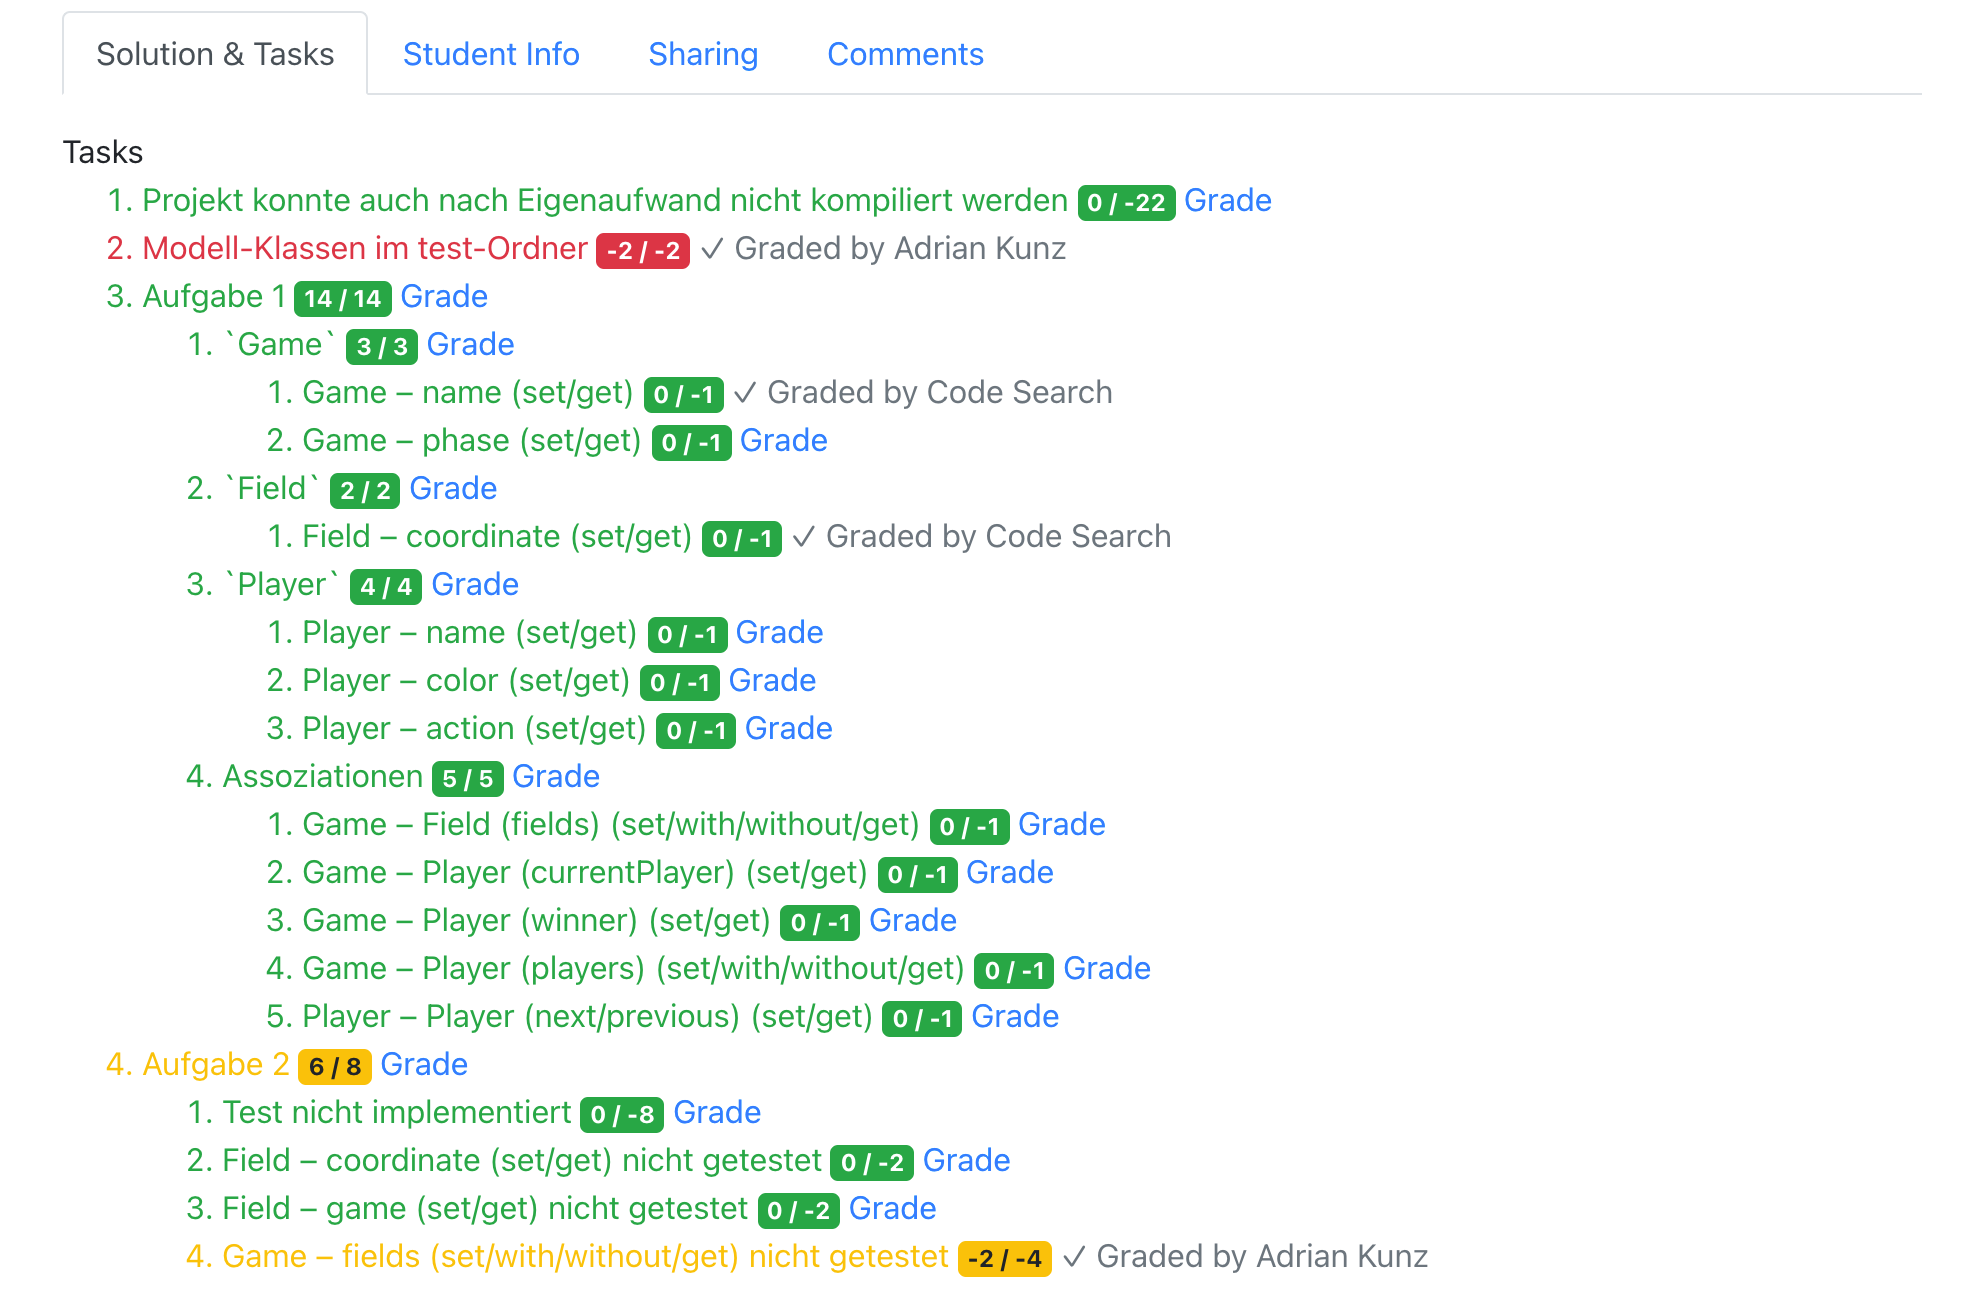 Solution & Tasks Student Info Sharing Comments
Tasks
1. Projekt konnte auch nach Eigenaufwand nicht kompiliert werden 0 / -22 Grade
2. Modell-Klassen im test-Ordner -2 / -2 ✓ Graded by Adrian Kunz
3. Aufgabe 1 14 / 14 Grade
1. `Game` 3 / 3 Grade
1. Game – name (set/get) 0 / -1 ✓ Graded by Code Search
2. Game – phase (set/get) 0 / -1 Grade
2. `Field` 2 / 2 Grade
1. Field – coordinate (set/get) 0 / -1 ✓ Graded by Code Search
3. `Player` 4 / 4 Grade
1. Player – name (set/get) 0 / -1 Grade
2. Player – color (set/get) 0 / -1 Grade
3. Player – action (set/get) 0 / -1 Grade
4. Assoziationen 5 / 5 Grade
1. Game – Field (fields) (set/with/without/get) 0 / -1 Grade
2. Game – Player (currentPlayer) (set/get) 0 / -1 Grade
3. Game – Player (winner) (set/get) 0 / -1 Grade
4. Game – Player (players) (set/with/without/get) 0 / -1 Grade
5. Player – Player (next/previous) (set/get) 0 / -1 Grade
4. Aufgabe 2 6 / 8 Grade
1. Test nicht implementiert 0 / -8 Grade
2. Field – coordinate (set/get) nicht getestet 0 / -2 Grade
3. Field – game (set/get) nicht getestet 0 / -2 Grade
4. Game – fields (set/with/without/get) nicht getestet -2 / -4 ✓ Graded by Adrian Kunz